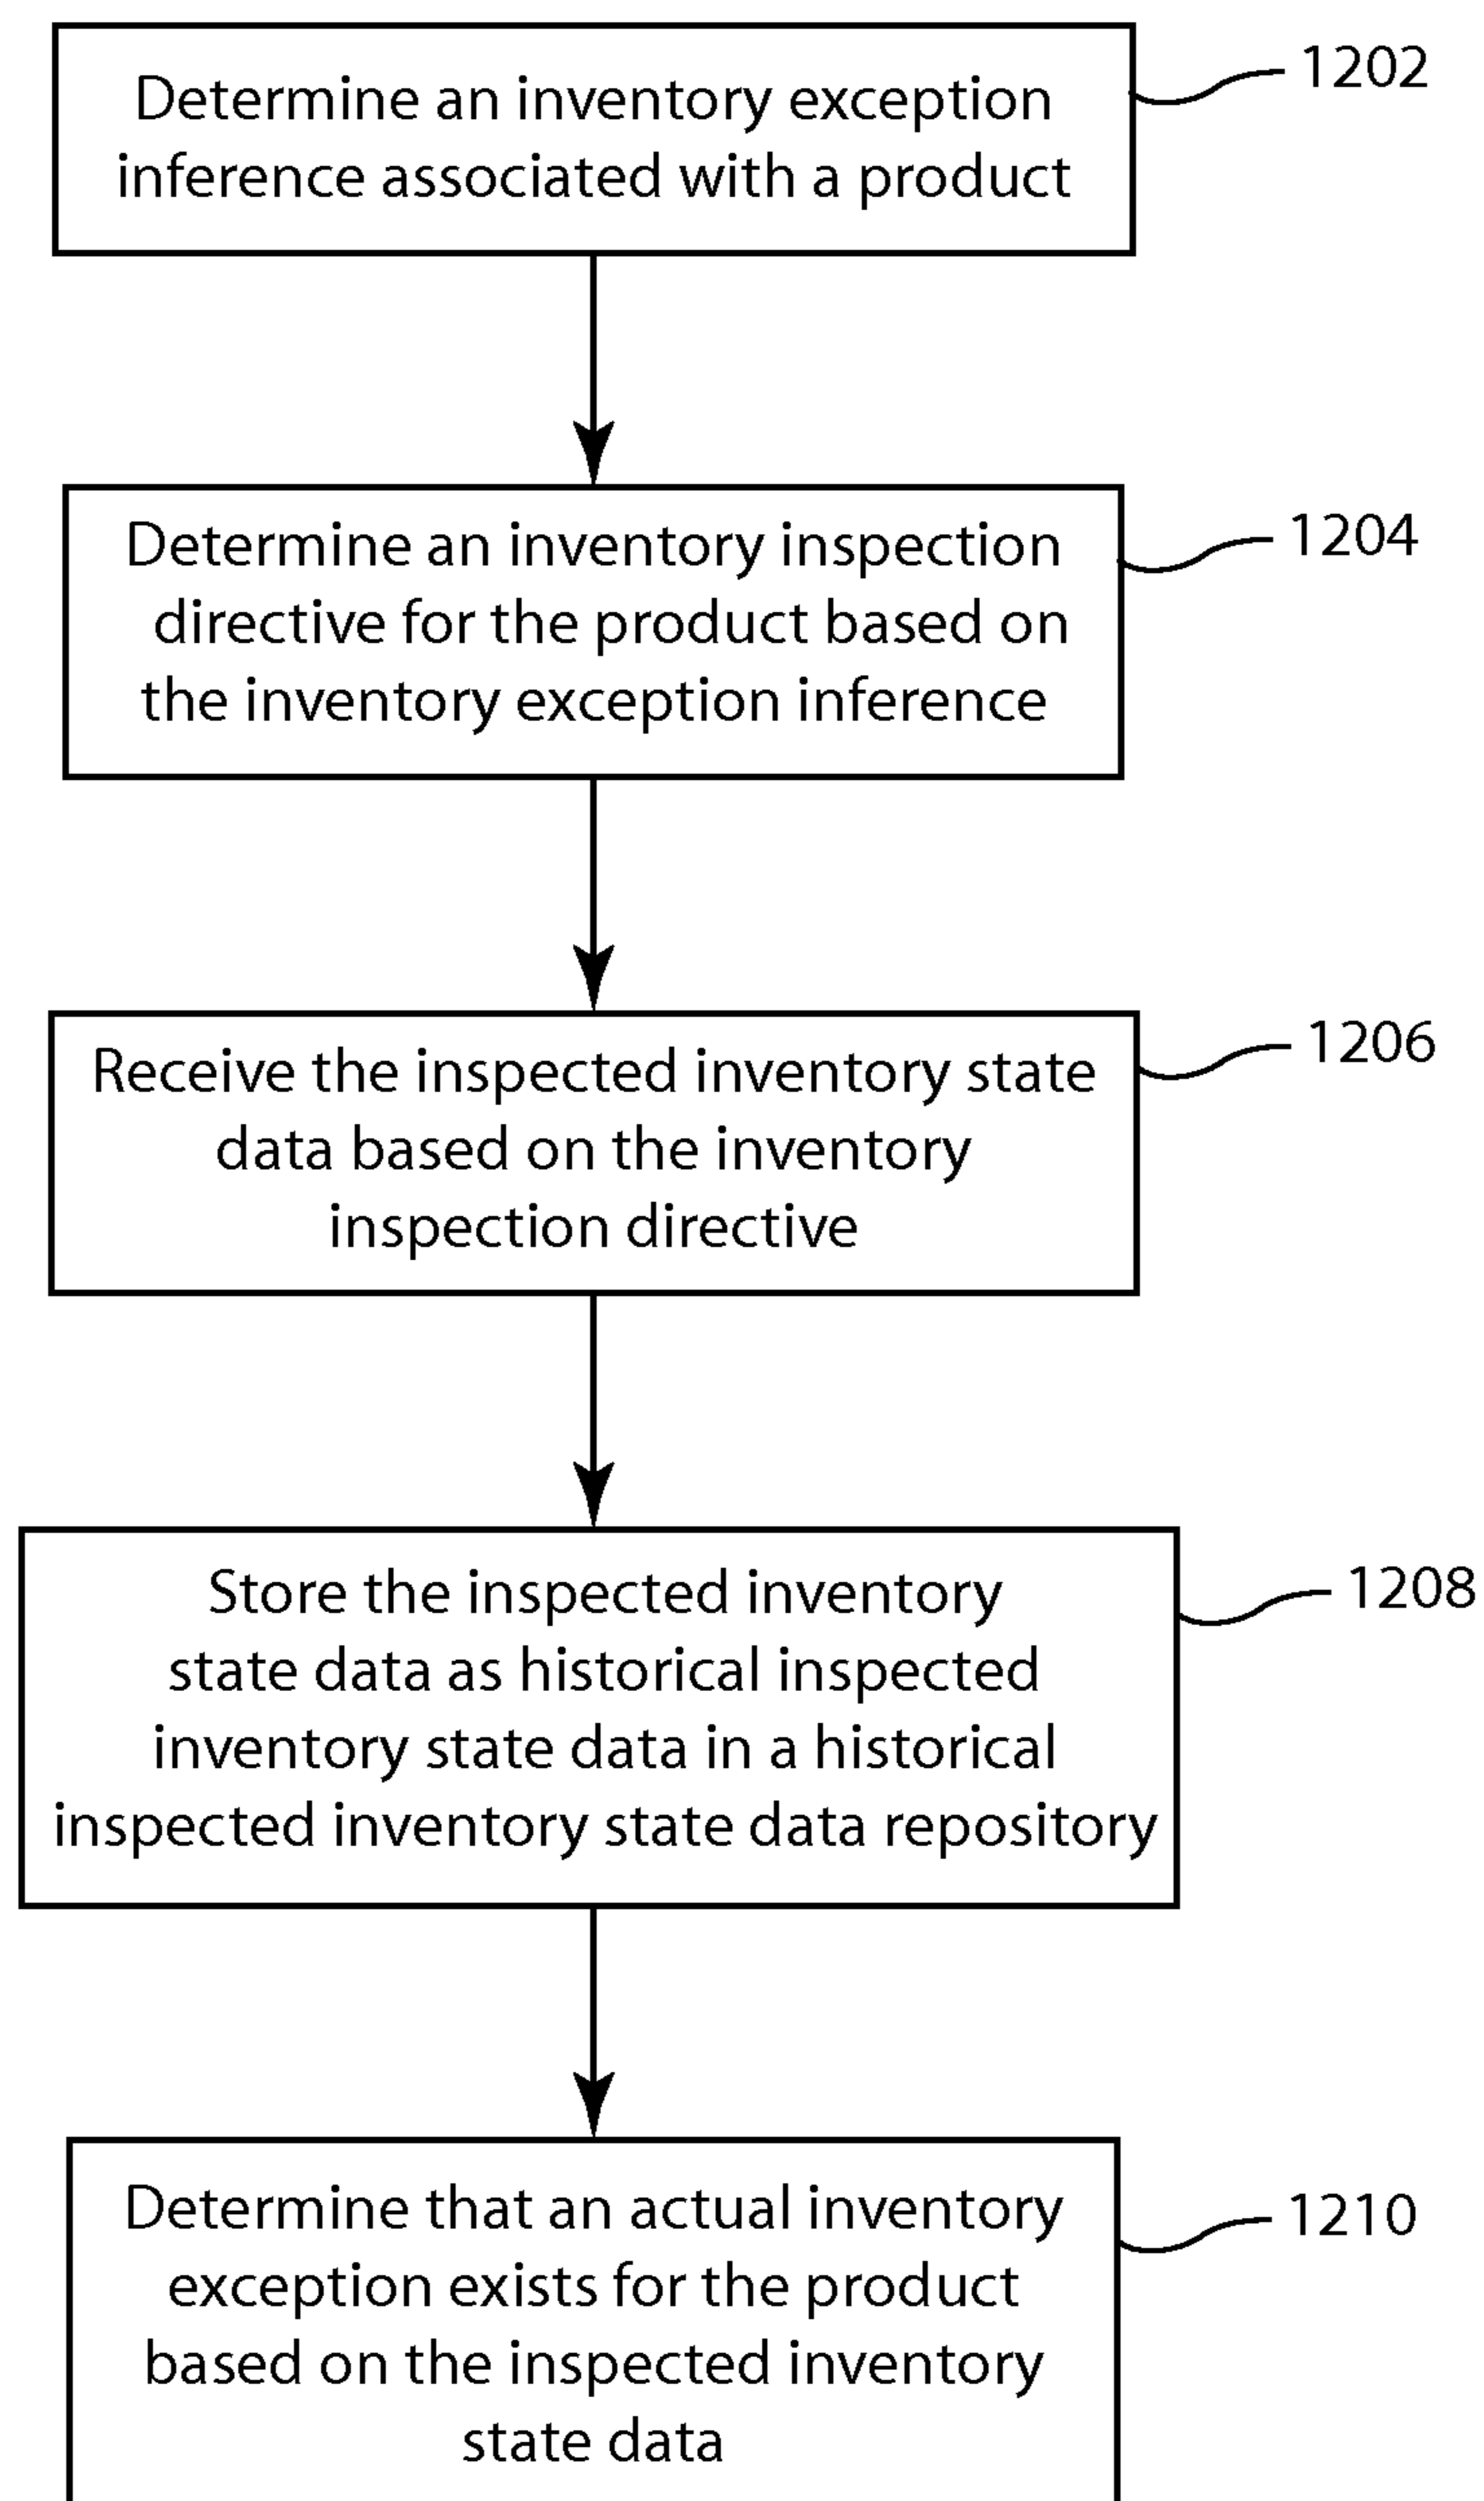 Determine an inventory exception
inference associated with a product
1202
Determine an inventory inspection
directive for the product based on
the inventory exception inference
1204
Receive the inspected inventory state
data based on the inventory
inspection directive
1206
Store the inspected inventory
state data as historical inspected
inventory state data in a historical
inspected inventory state data repository
1208
Determine that an actual inventory
exception exists for the product
based on the inspected inventory
state data
1210